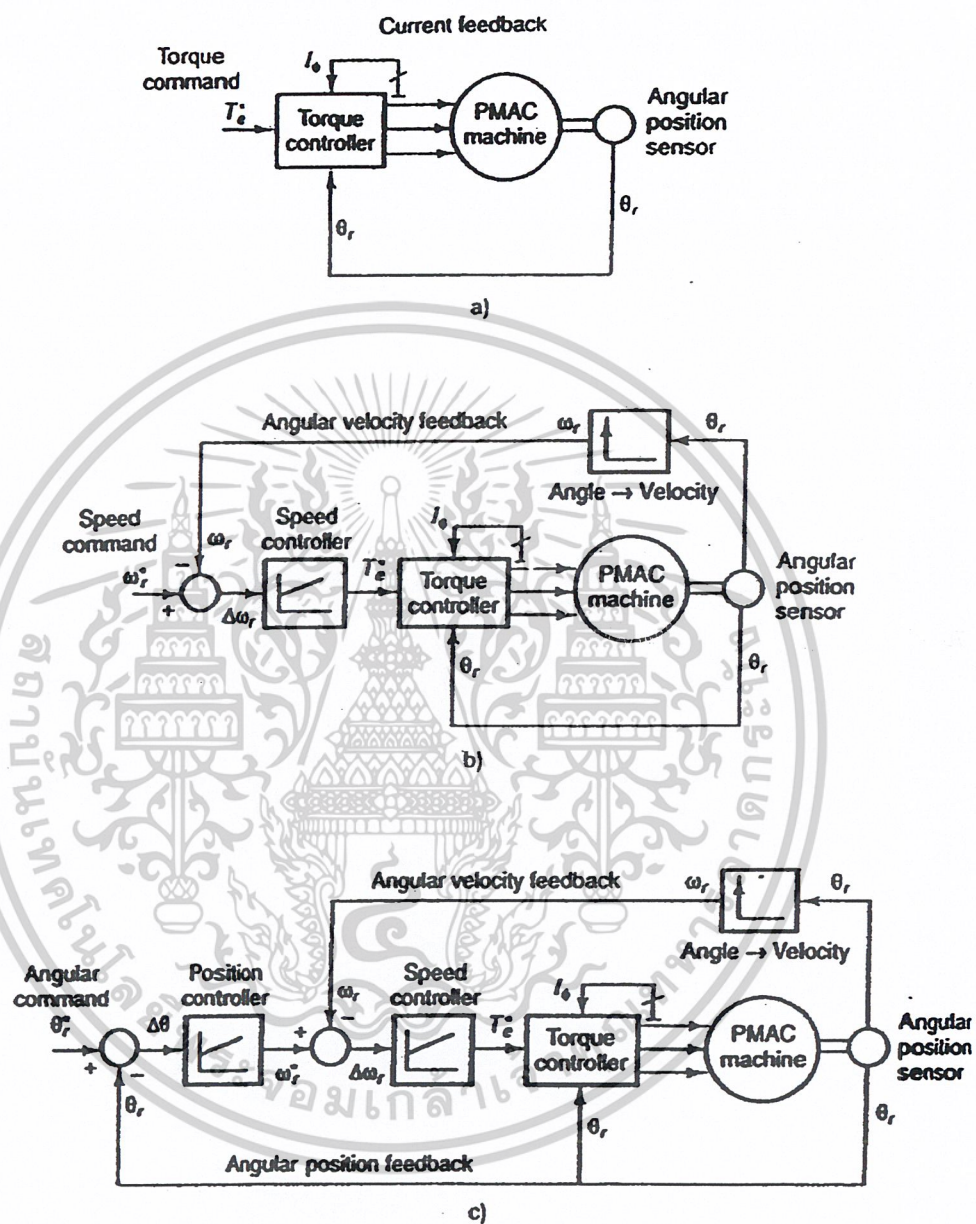 Current feedback
Torque
command
T*e
Iϕ
Torque
controller
PMAC
machine
Angular
position
sensor
θr
θr
a)
Angular velocity feedback
ωr
θr
Angle → Velocity
Speed
command
ω*r
+
−
ωr
Δωr
Speed
controller
T*e
Iϕ
Torque
controller
PMAC
machine
Angular
position
sensor
θr
θr
b)
Angular velocity feedback
ωr
θr
Angle → Velocity
Angular
command
θ*r
+
−
Δθ
θr
Position
controller
ω*r
+
−
ωr
Δωr
Speed
controller
T*e
Iϕ
Torque
controller
PMAC
machine
Angular
position
sensor
θr
θr
Angular position feedback
c)